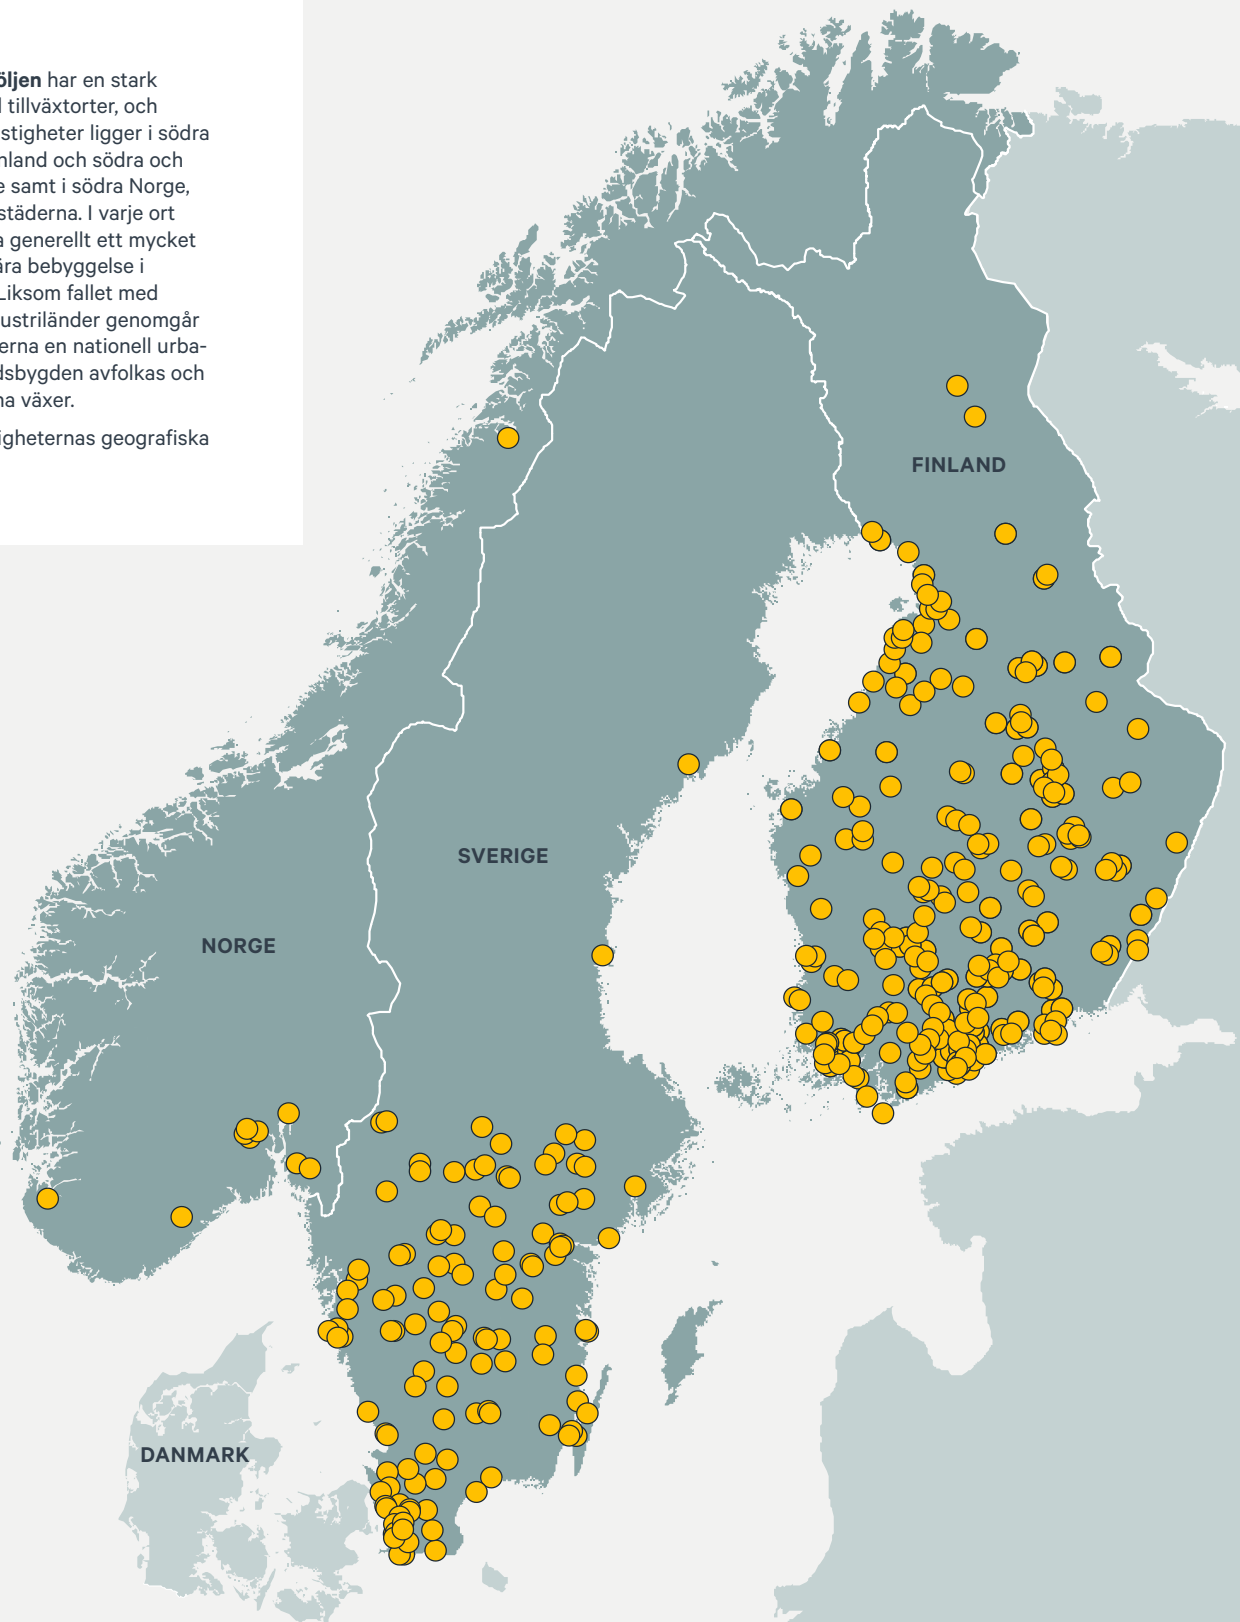 öljen har en stark
tillväxtorter, och
stigheter ligger i södra
nland och södra och
e samt i södra Norge,
städerna. I varje ort
a generellt ett mycket
ära bebyggelse i
Liksom fallet med
ustriländer genomgår
erna en nationell urba-
dsbygden avfolkas och
na växer.
igheternas geografiska
FINLAND
SVERIGE
NORGE
DANMARK